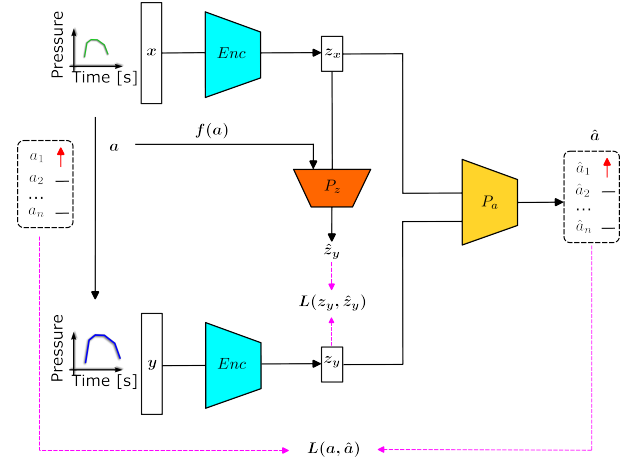 Pressure
Time [s]
x
Enc
z_x
a
f(a)
a_1
a_2
...
a_n
P_z
ẑ_y
L(z_y, ẑ_y)
P_a
â
â_1
â_2
...
â_n
Pressure
Time [s]
y
Enc
z_y
L(a, â)